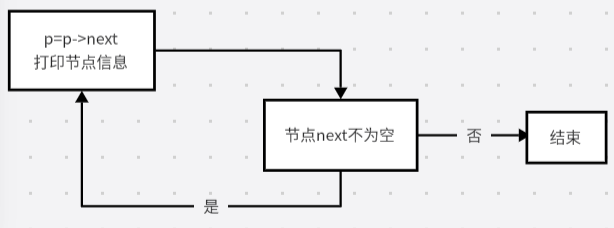 p=p->next
打印节点信息
节点next不为空
否
结束
是